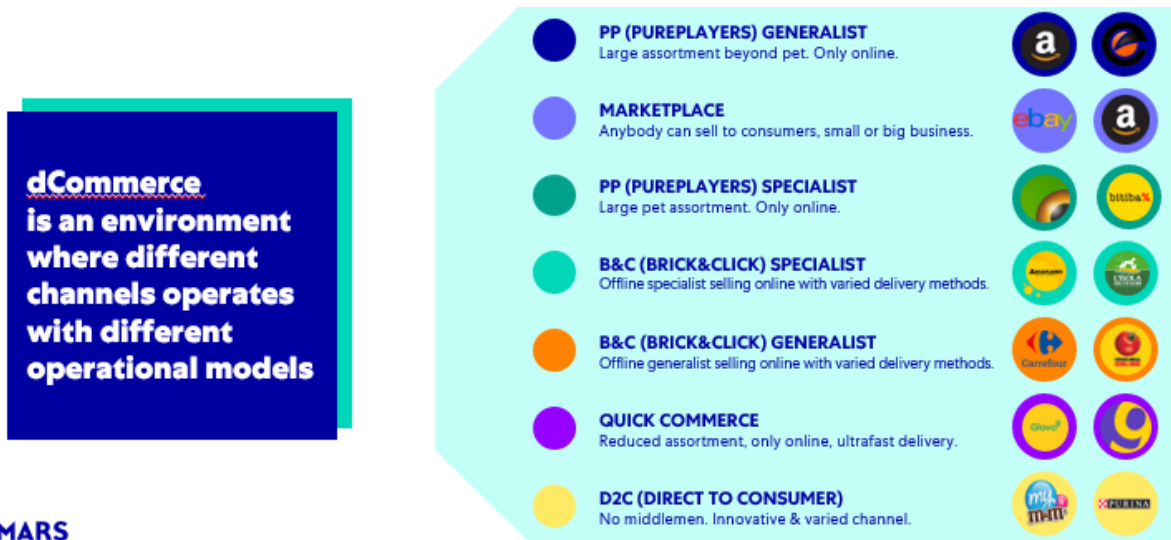 dCommerce
is an environment
where different
channels operates
with different
operational models
PP (PUREPLAYERS) GENERALIST
Large assortment beyond pet. Only online.
a
MARKETPLACE
Anybody can sell to consumers, small or big business.
ebay
a
PP (PUREPLAYERS) SPECIALIST
Large pet assortment. Only online.
bitiba%
B&C (BRICK&CLICK) SPECIALIST
Offline specialist selling online with varied delivery methods.
B&C (BRICK&CLICK) GENERALIST
Offline generalist selling online with varied delivery methods.
Carrefour
QUICK COMMERCE
Reduced assortment, only online, ultrafast delivery.
Glovo
g
D2C (DIRECT TO CONSUMER)
No middlemen. Innovative & varied channel.
my
m&m's
PURINA
MARS